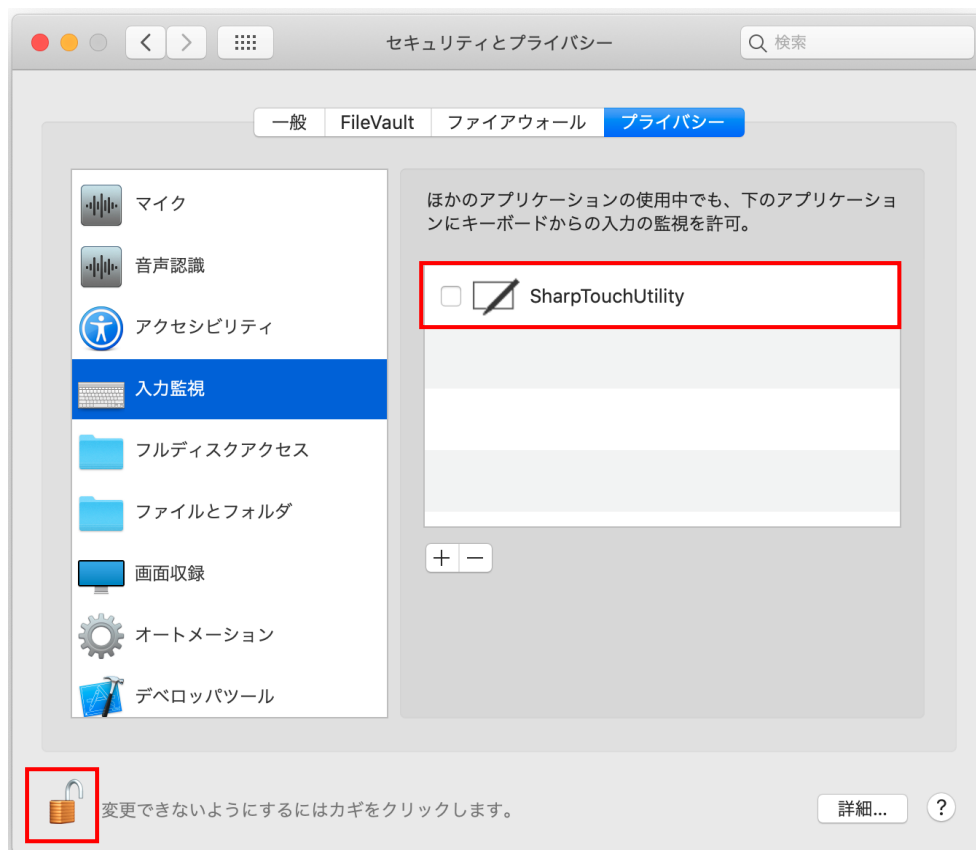 セキュリティとプライバシー
検索
一般
FileVault
ファイアウォール
プライバシー
マイク
音声認識
アクセシビリティ
入力監視
フルディスクアクセス
ファイルとフォルダ
画面収録
オートメーション
デベロッパツール
ほかのアプリケーションの使用中でも、下のアプリケーショ
ンにキーボードからの入力の監視を許可。
SharpTouchUtility
変更できないようにするにはカギをクリックします。
詳細...
?